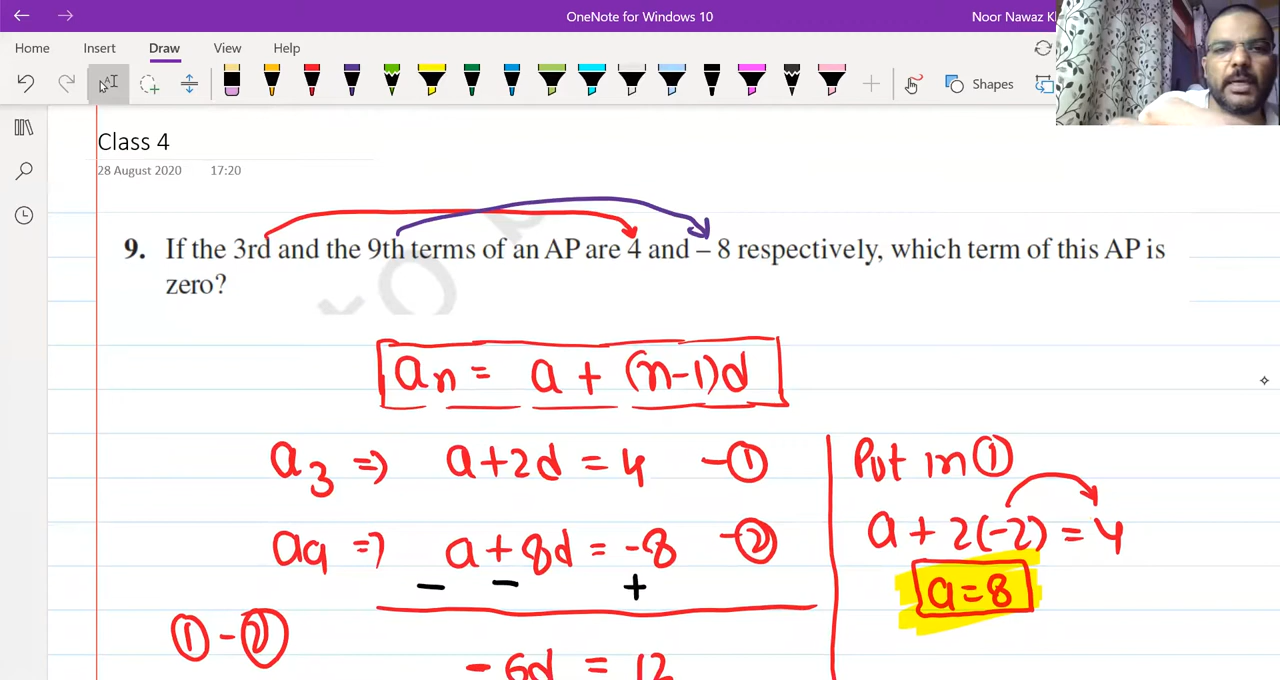 OneNote for Windows 10
Noor Nawaz
Home Insert Draw View Help
Shapes
Class 4
28 August 2020 17:20
9. If the 3rd and the 9th terms of an AP are 4 and – 8 respectively, which term of this AP is
zero?
an = a + (n-1)d
a3 => a+2d = 4 - ①
a9 => a+8d = -8 - ②
- - +
① - ②
-6d = 12
Put in ①
a + 2(-2) = 4
a = 8